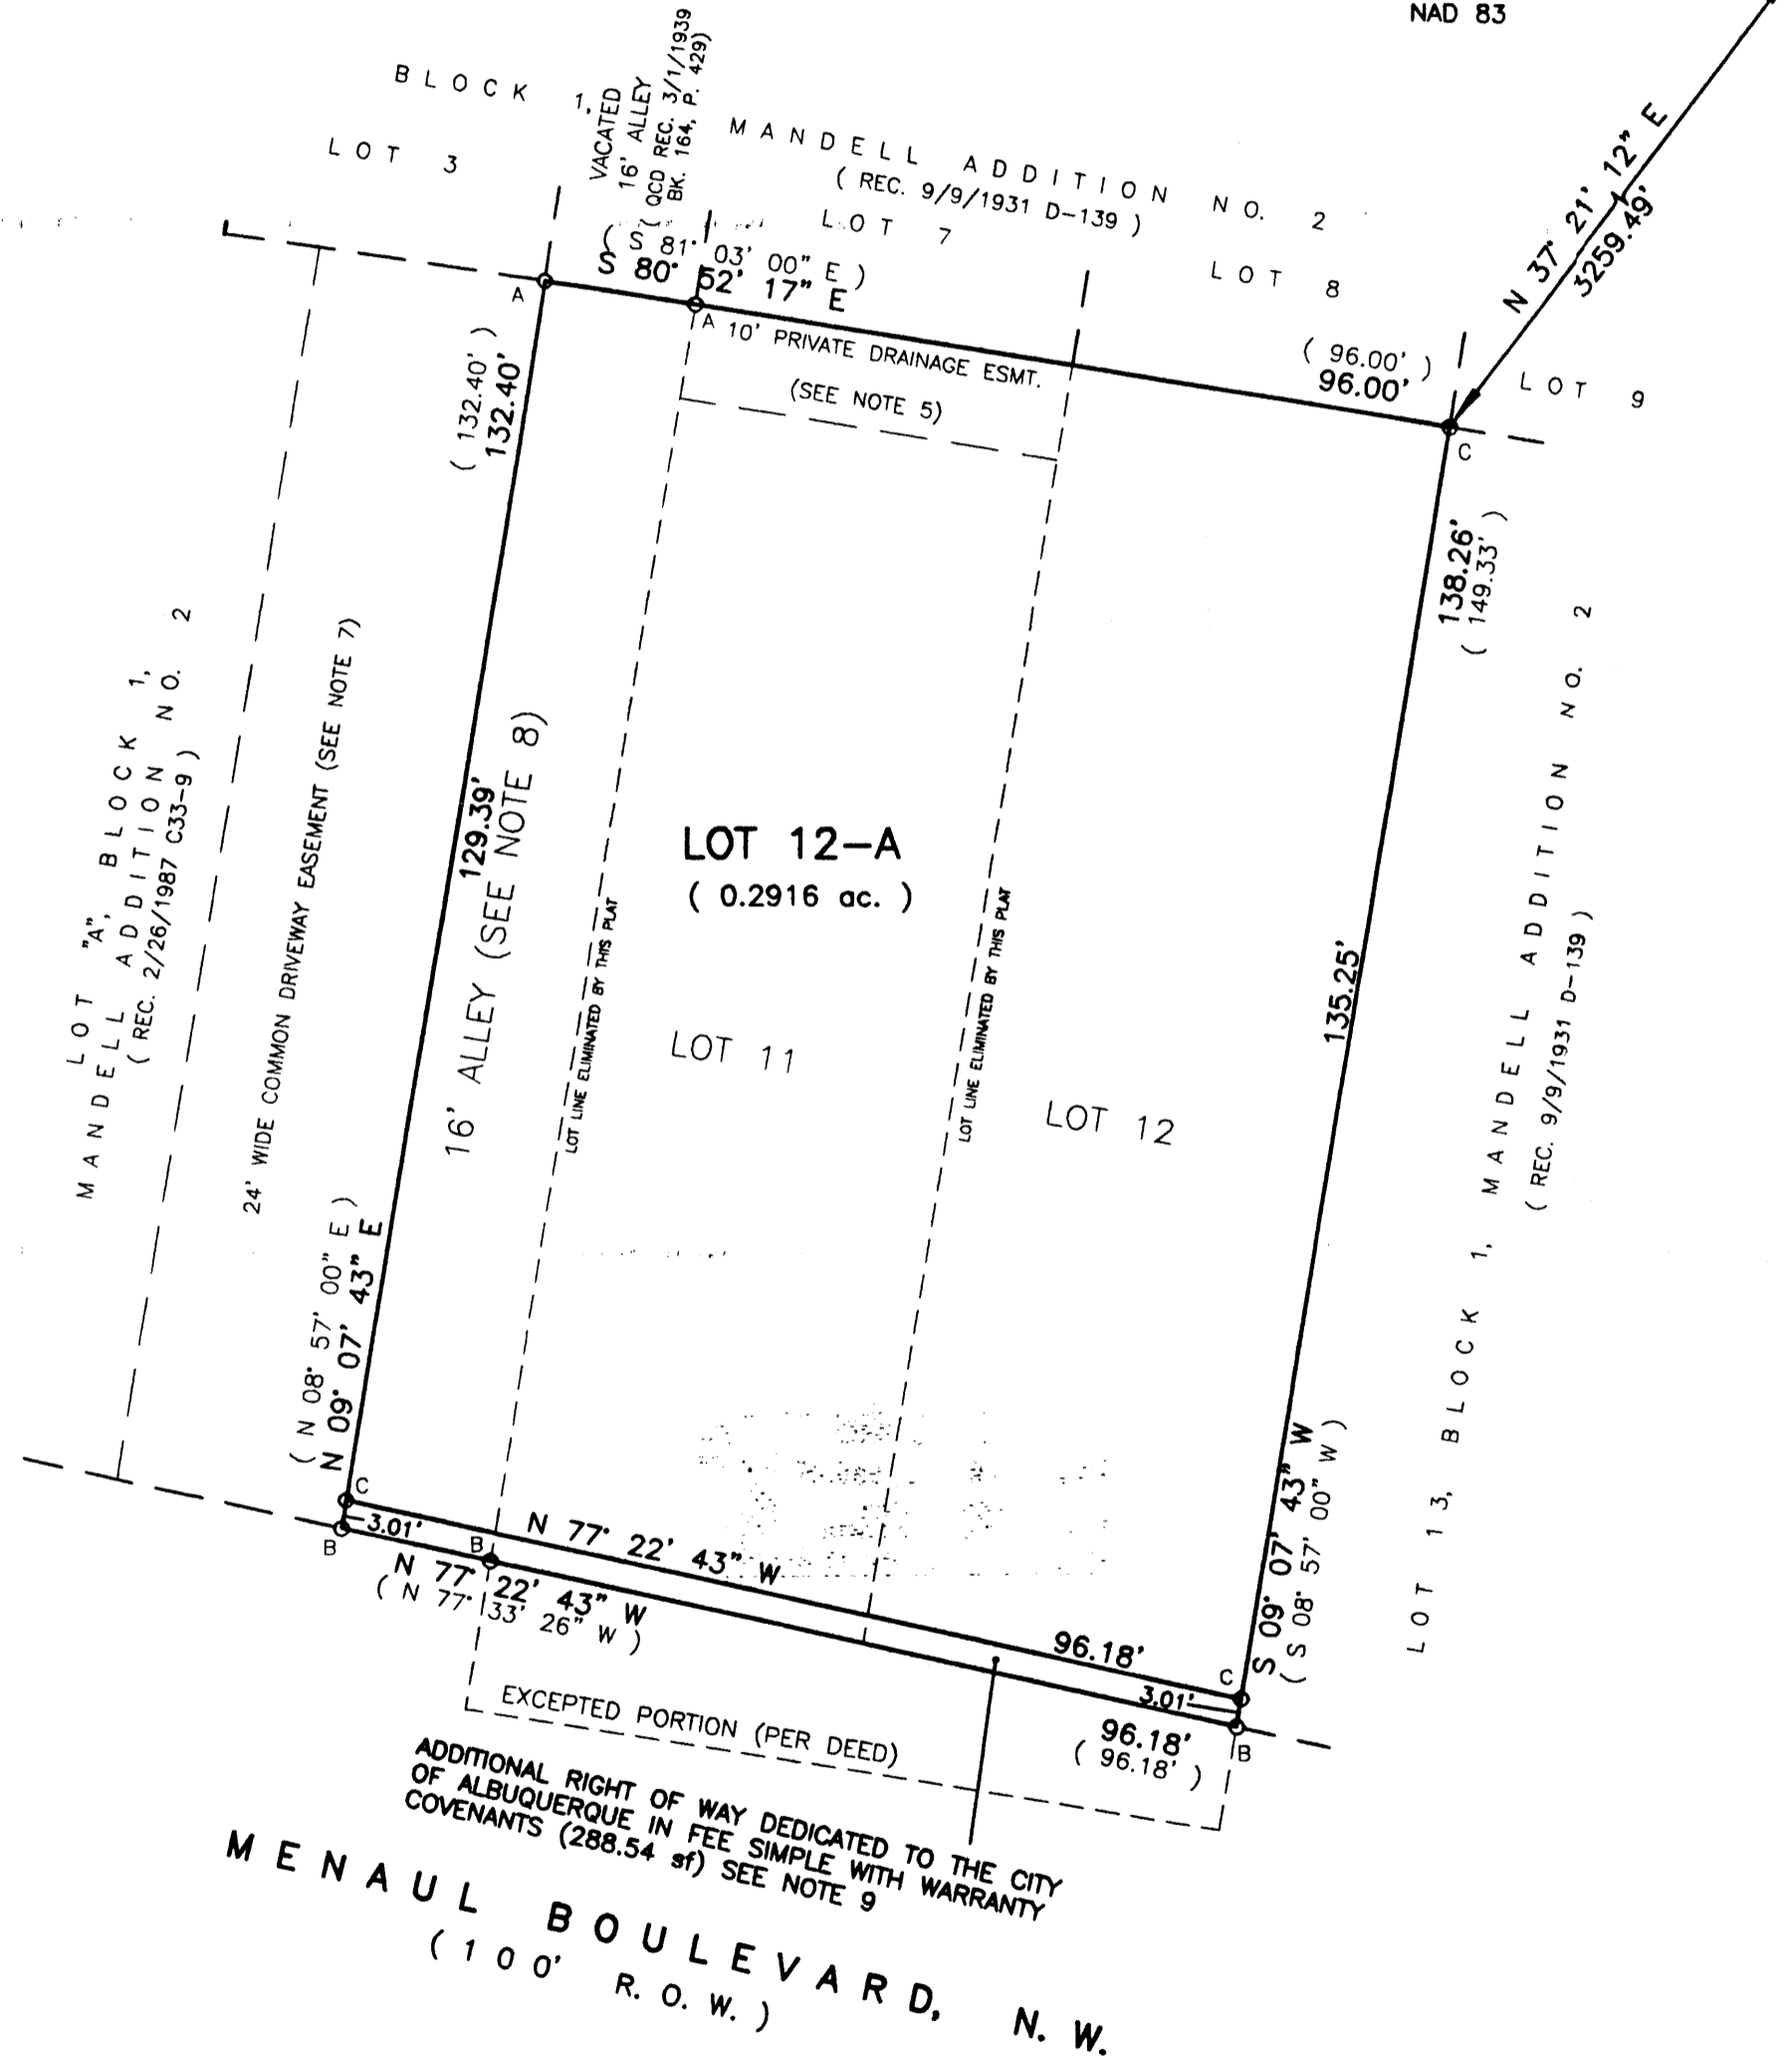 NAD 83
BLOCK 1,
MANDELL ADDITION NO. 2
( REC. 9/9/1931 D-139 )
LOT 3
VACATED
16' ALLEY
( QCD REC. 3/1/1939
BK. 164, P. 429)
LOT 7
LOT 8
LOT 9
N 37° 21' 12" E
3259.49'
( S 81° 03' 00" E )
S 80° 52' 17" E
( 96.00' )
96.00'
A
A
C
10' PRIVATE DRAINAGE ESMT.
(SEE NOTE 5)
( 132.40' )
132.40'
138.26'
( 149.33' )
LOT "A", BLOCK 1,
MANDELL ADDITION NO. 2
( REC. 2/26/1987 C33-9 )
24' WIDE COMMON DRIVEWAY EASEMENT (SEE NOTE 7)
129.39'
16' ALLEY (SEE NOTE 8)
LOT LINE ELIMINATED BY THIS PLAT
LOT 12-A
( 0.2916 ac. )
LOT 11
LOT LINE ELIMINATED BY THIS PLAT
LOT 12
135.25'
LOT 13, BLOCK 1, MANDELL ADDITION NO. 2
( REC. 9/9/1931 D-139 )
( N 08° 57' 00" E )
N 09° 07' 43" E
S 09° 07' 43" W
( S 08° 57' 00" W )
C
3.01'
B
B
N 77° 22' 43" W
96.18'
C
3.01'
B
N 77° 22' 43" W
( N 77° 33' 26" W )
96.18'
( 96.18' )
EXCEPTED PORTION (PER DEED)
ADDITIONAL RIGHT OF WAY DEDICATED TO THE CITY
OF ALBUQUERQUE IN FEE SIMPLE WITH WARRANTY
COVENANTS (288.54 sf) SEE NOTE 9
MENAUL BOULEVARD, N.W.
(100' R.O.W.)